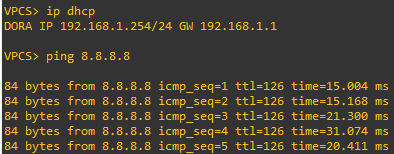 VPCS> ip dhcp
DORA IP 192.168.1.254/24 GW 192.168.1.1
VPCS> ping 8.8.8.8
84 bytes from 8.8.8.8 icmp_seq=1 ttl=126 time=15.004 ms
84 bytes from 8.8.8.8 icmp_seq=2 ttl=126 time=15.168 ms
84 bytes from 8.8.8.8 icmp_seq=3 ttl=126 time=21.300 ms
84 bytes from 8.8.8.8 icmp_seq=4 ttl=126 time=31.074 ms
84 bytes from 8.8.8.8 icmp_seq=5 ttl=126 time=20.411 ms